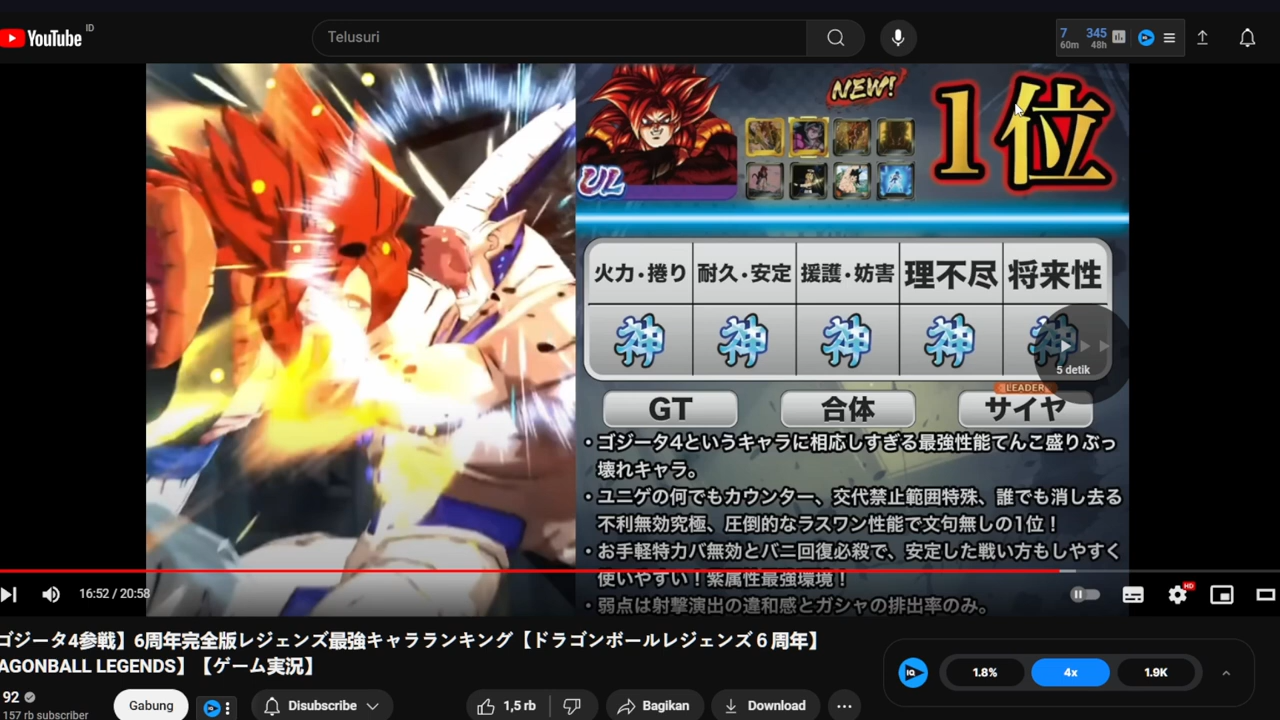 YouTube
ID
Telusuri
7
60m
345
48h
NEW!
1位
UL
火力・捲り
耐久・安定
援護・妨害
理不尽
将来性
神
神
神
神
神
5 detik
GT
合体
LEADER
サイヤ
・ゴジータ4というキャラに相応しすぎる最強性能てんこ盛りぶっ
壊れキャラ。
・ユニゲの何でもカウンター、交代禁止範囲特殊、誰でも消し去る
不利無効究極、圧倒的なラスワン性能で文句無しの1位！
・お手軽特カバ無効とバニ回復必殺で、安定した戦い方もしやすく
使いやすい！紫属性最強環境！
・弱点は射撃演出の違和感とガシャの排出率のみ。
16:52 / 20:58
HD
ゴジータ4参戦】6周年完全版レジェンズ最強キャラランキング【ドラゴンボールレジェンズ６周年】
AGONBALL LEGENDS】【ゲーム実況】
92
157 rb subscriber
Gabung
IQ
Disubscribe
1,5 rb
Bagikan
Download
IQ
1.8%
4x
1.9K